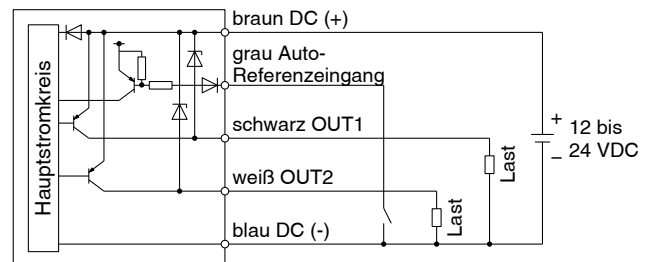 braun DC (+)
grau Auto-
Referenzeingang
schwarz OUT1
weiß OUT2
blau DC (-)
Hauptstromkreis
Last
Last
+
12 bis
24 VDC
−